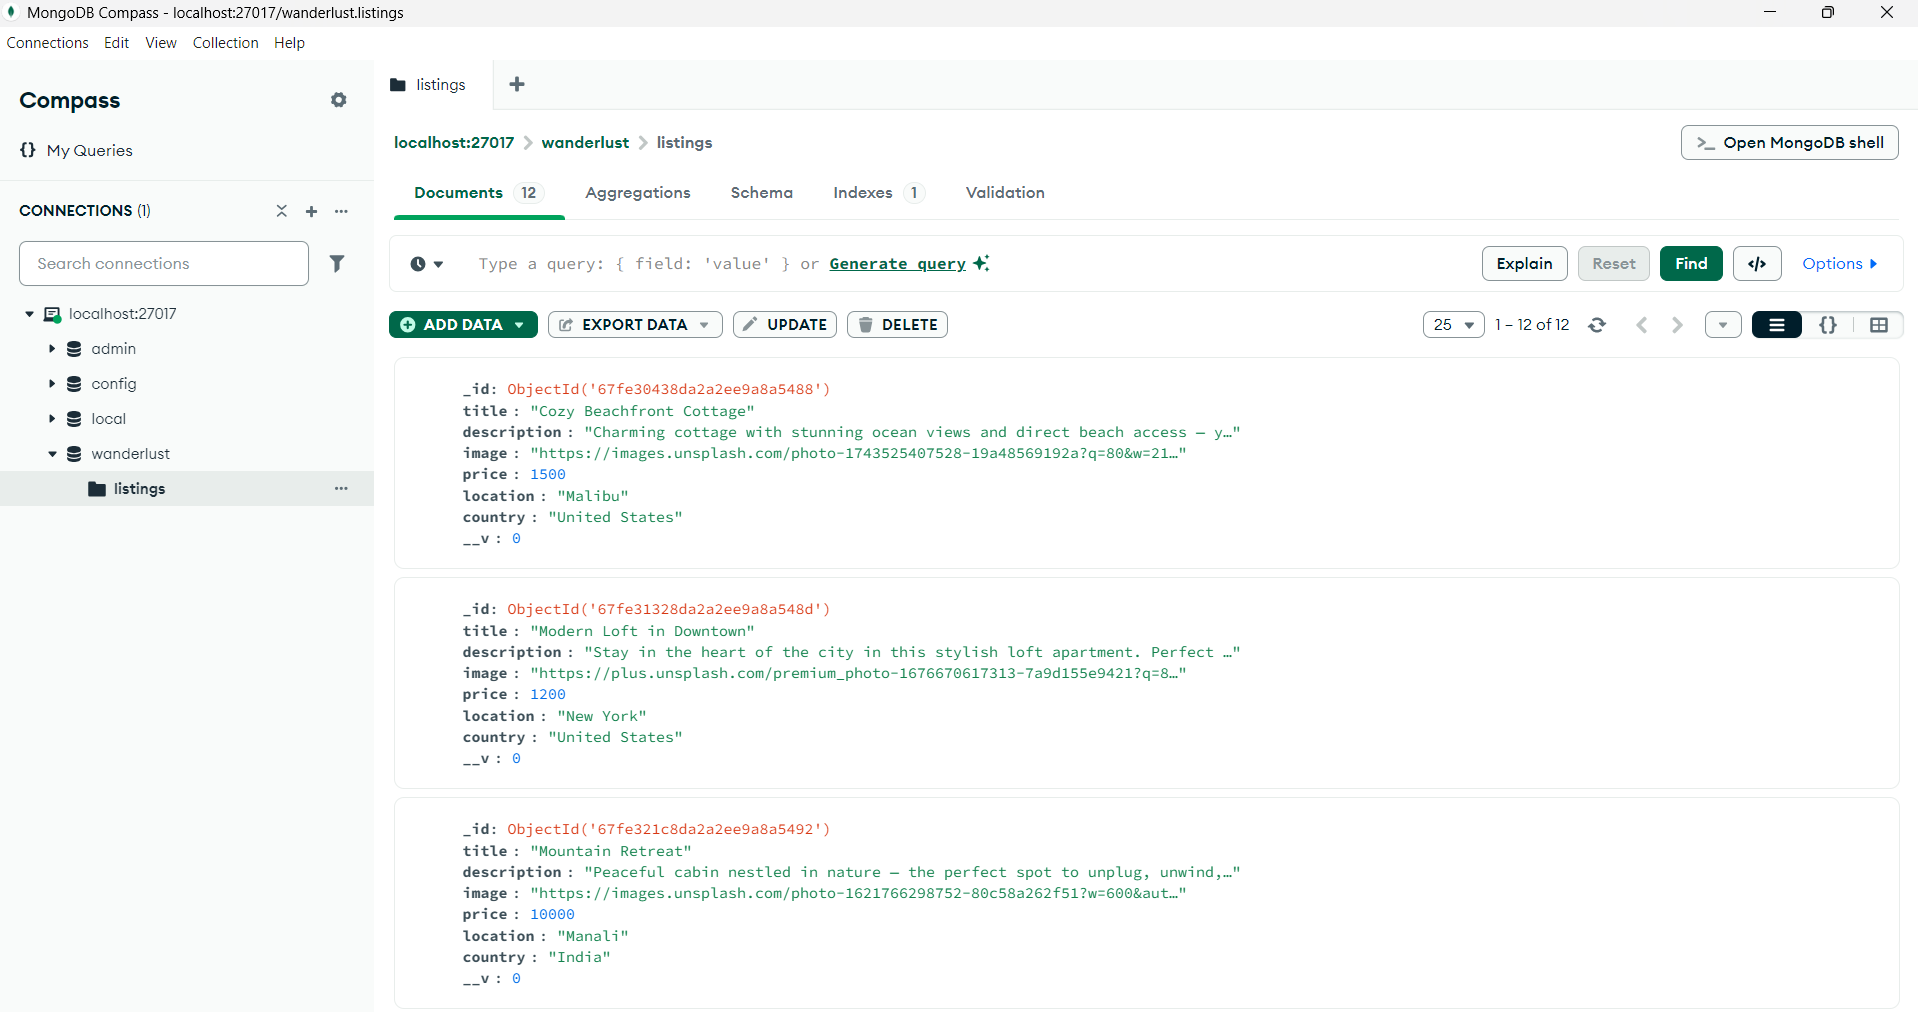 MongoDB Compass - localhost:27017/wanderlust.listings
Connections Edit View Collection Help
Compass
{} My Queries
CONNECTIONS (1)
Search connections
localhost:27017
admin
config
local
wanderlust
listings
listings
localhost:27017 > wanderlust > listings
>_ Open MongoDB shell
Documents 12 Aggregations Schema Indexes 1 Validation
Type a query: { field: 'value' } or Generate query
Explain Reset Find </> Options
ADD DATA EXPORT DATA UPDATE DELETE
25 1 – 12 of 12 {}
_id: ObjectId('67fe30438da2a2ee9a8a5488')
title : "Cozy Beachfront Cottage"
description : "Charming cottage with stunning ocean views and direct beach access — y…"
image : "https://images.unsplash.com/photo-1743525407528-19a48569192a?q=80&w=21…"
price : 1500
location : "Malibu"
country : "United States"
__v : 0
_id: ObjectId('67fe31328da2a2ee9a8a548d')
title : "Modern Loft in Downtown"
description : "Stay in the heart of the city in this stylish loft apartment. Perfect …"
image : "https://plus.unsplash.com/premium_photo-1676670617313-7a9d155e9421?q=8…"
price : 1200
location : "New York"
country : "United States"
__v : 0
_id: ObjectId('67fe321c8da2a2ee9a8a5492')
title : "Mountain Retreat"
description : "Peaceful cabin nestled in nature — the perfect spot to unplug, unwind,…"
image : "https://images.unsplash.com/photo-1621766298752-80c58a262f51?w=600&aut…"
price : 10000
location : "Manali"
country : "India"
__v : 0